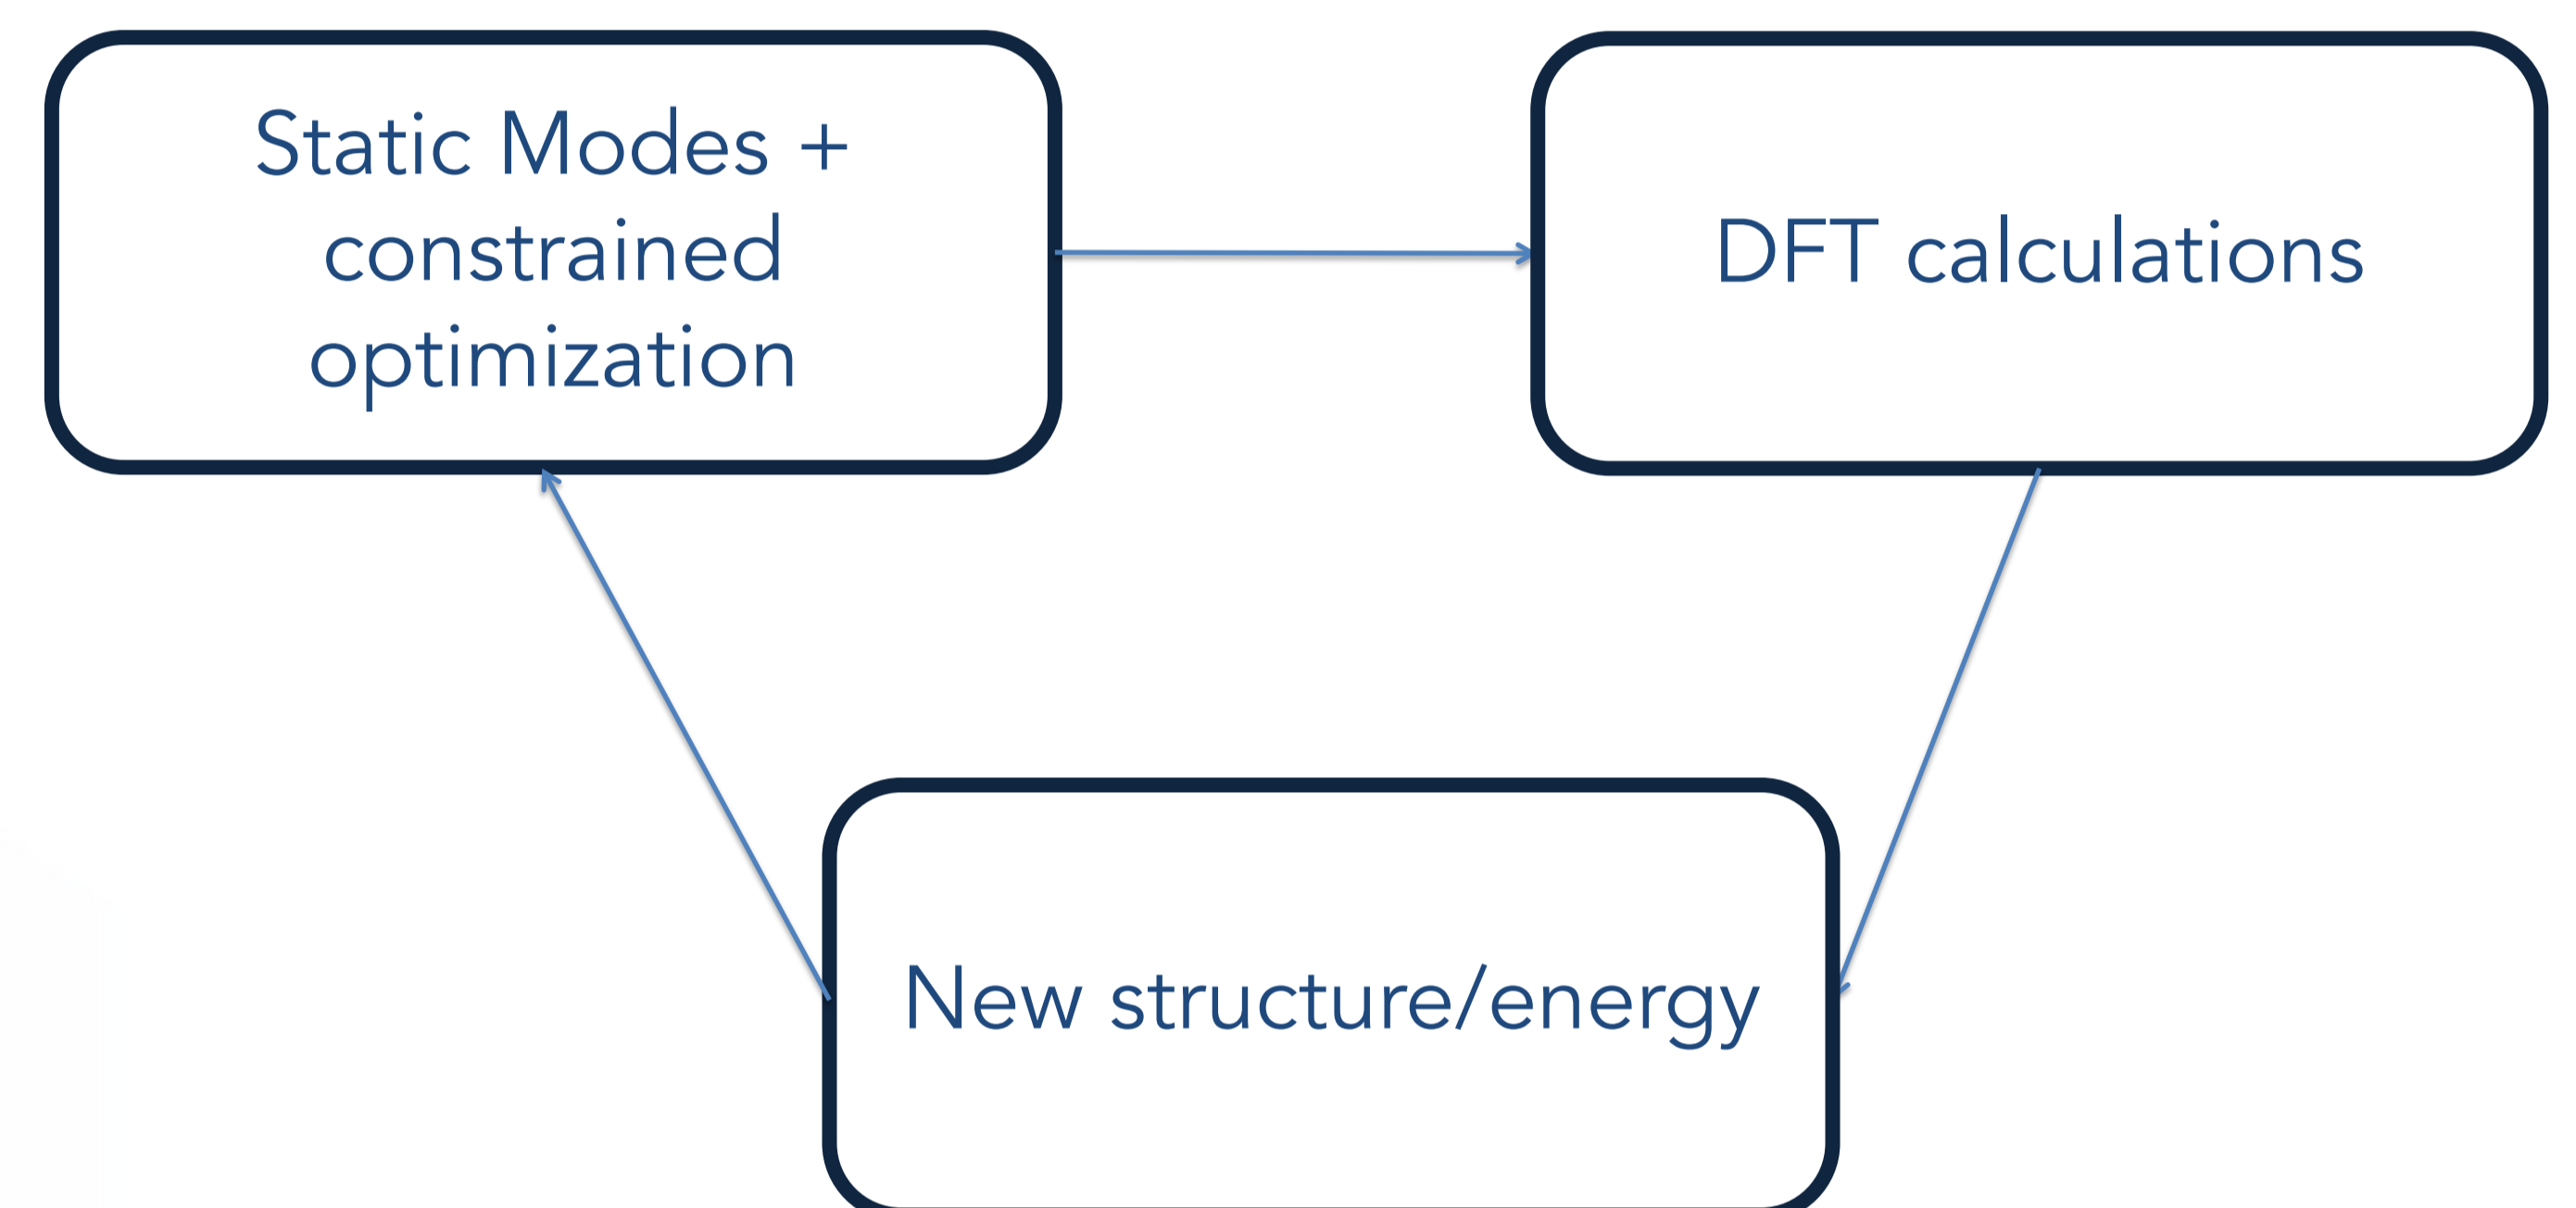 Static Modes +
constrained
optimization
DFT calculations
New structure/energy